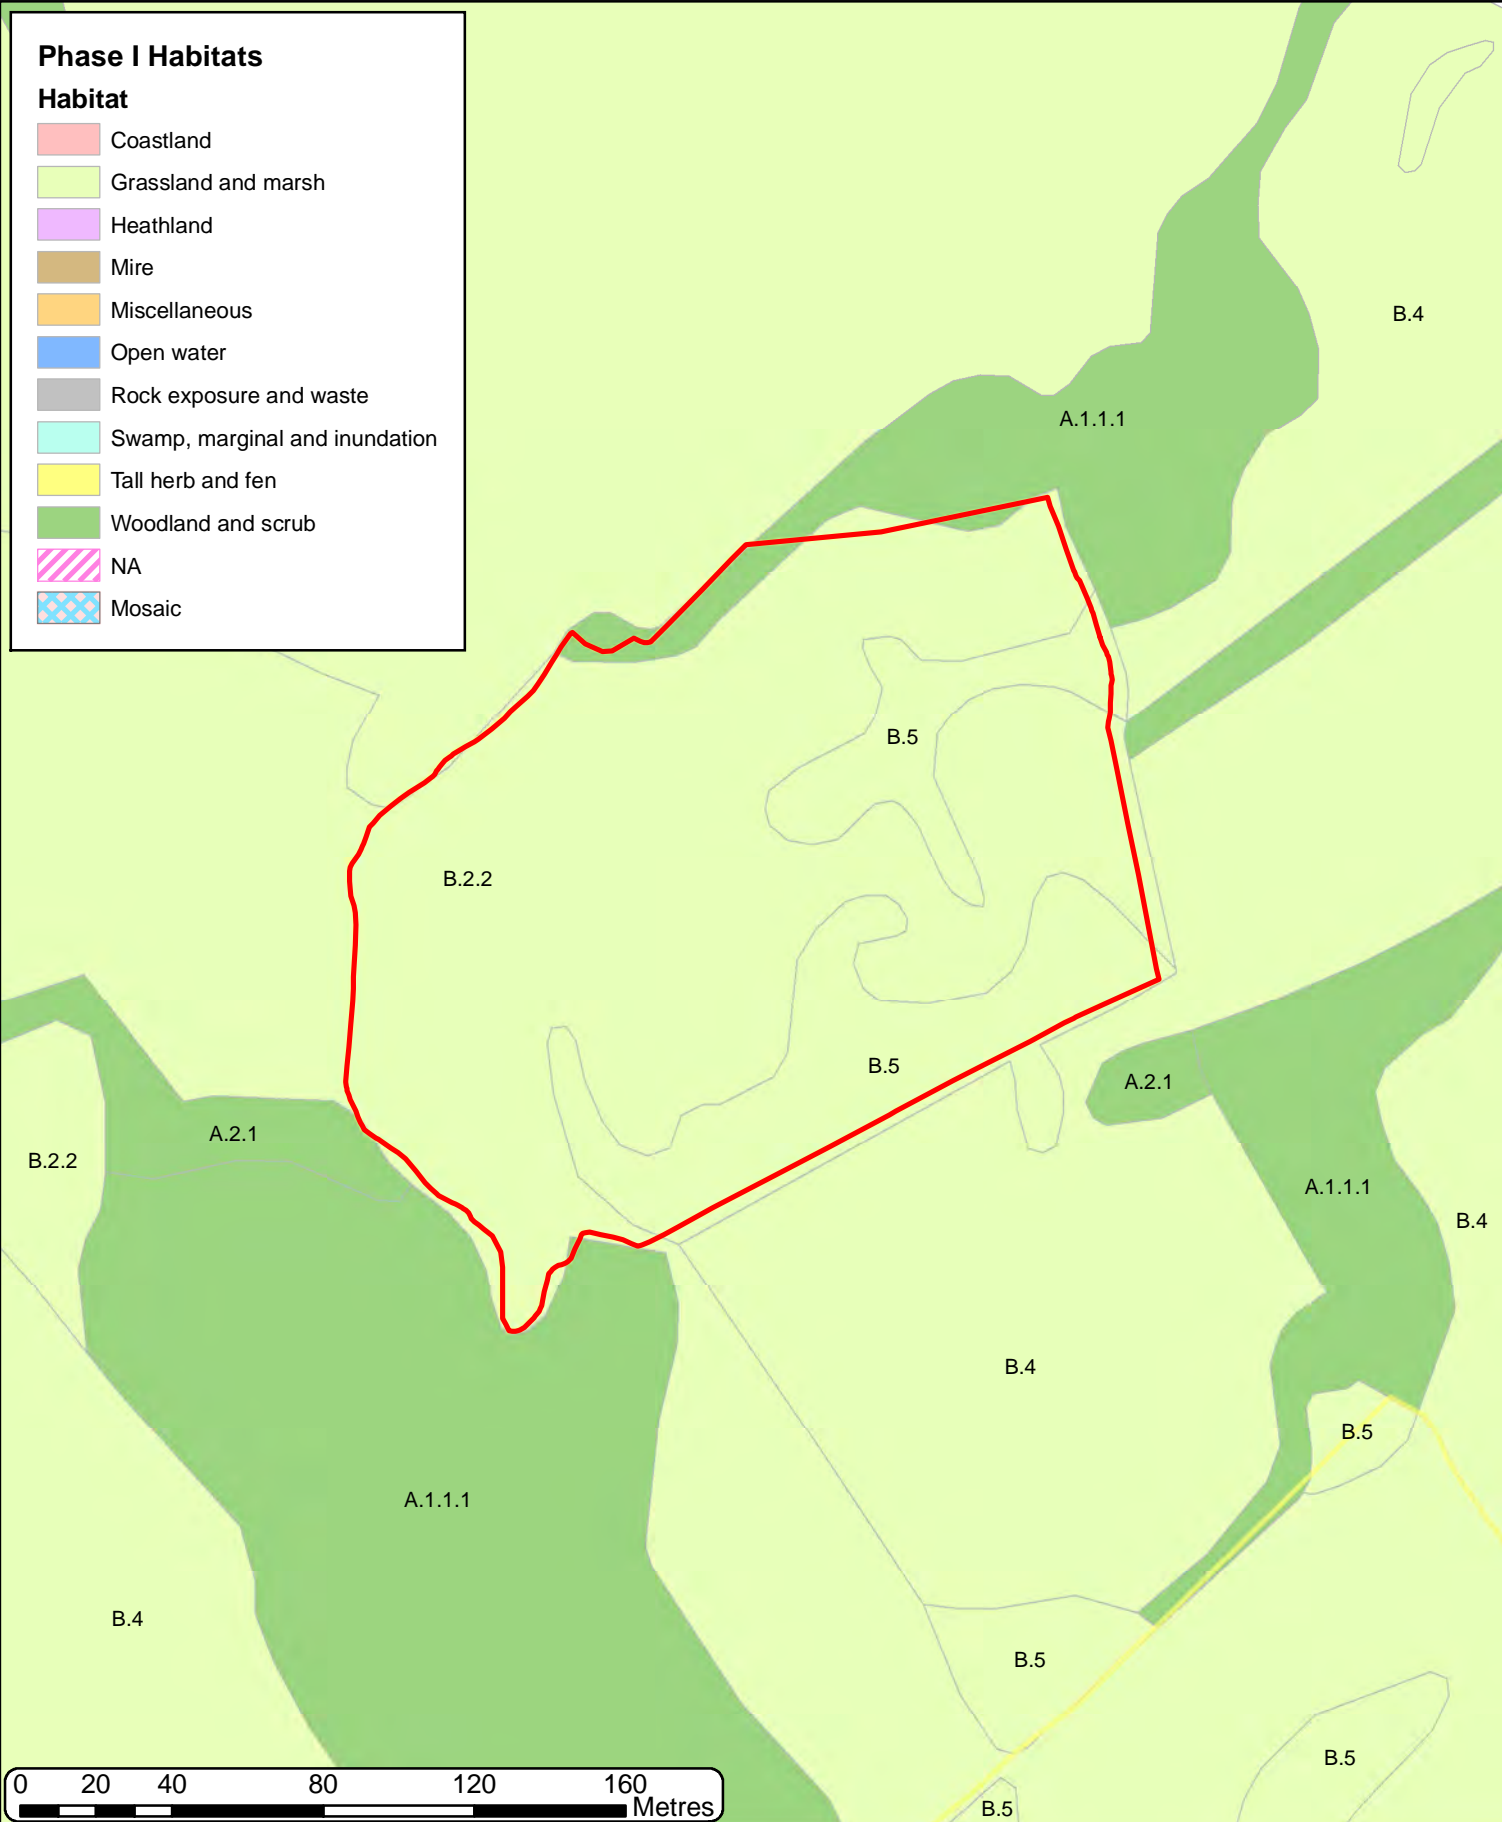 Phase I Habitats
Habitat
Coastland
Grassland and marsh
Heathland
Mire
Miscellaneous
Open water
Rock exposure and waste
Swamp, marginal and inundation
Tall herb and fen
Woodland and scrub
NA
Mosaic
B.4
A.1.1.1
B.5
B.2.2
B.5
A.2.1
A.2.1
B.2.2
A.1.1.1
B.4
B.4
B.5
A.1.1.1
B.4
B.5
B.5
B.5
0 20 40 80 120 160
Metres